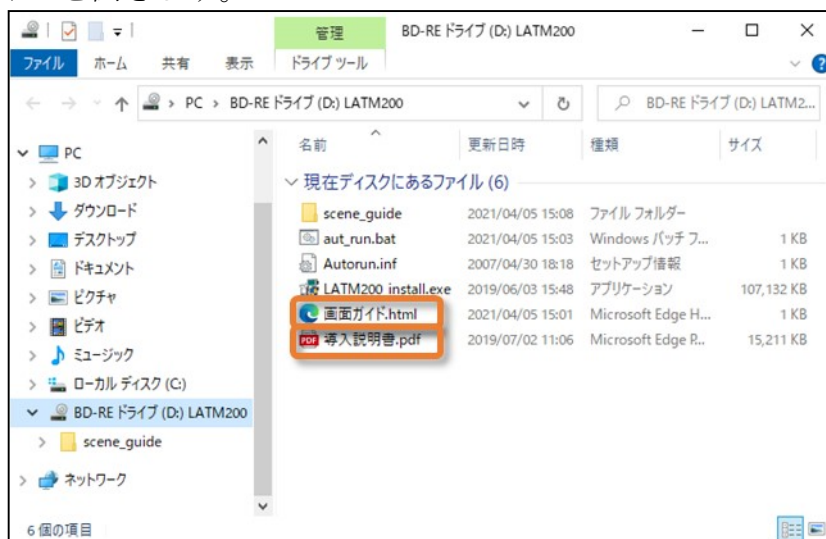 管理
BD-RE ドライブ (D:) LATM200
ファイル
ホーム
共有
表示
ドライブ ツール
PC › BD-RE ドライブ (D:) LATM200
BD-RE ドライブ (D:) LATM2...
PC
3D オブジェクト
ダウンロード
デスクトップ
ドキュメント
ピクチャ
ビデオ
ミュージック
ローカル ディスク (C:)
BD-RE ドライブ (D:) LATM200
scene_guide
ネットワーク
名前 更新日時 種類 サイズ
現在ディスクにあるファイル (6)
scene_guide 2021/04/05 15:08 ファイル フォルダー
aut_run.bat 2021/04/05 15:03 Windows バッチ フ... 1 KB
Autorun.inf 2007/04/30 18:18 セットアップ情報 1 KB
LATM200_install.exe 2019/06/03 15:48 アプリケーション 107,132 KB
画面ガイド.html 2021/04/05 15:01 Microsoft Edge H... 1 KB
PDF 導入説明書.pdf 2019/07/02 11:06 Microsoft Edge P... 15,211 KB
6 個の項目